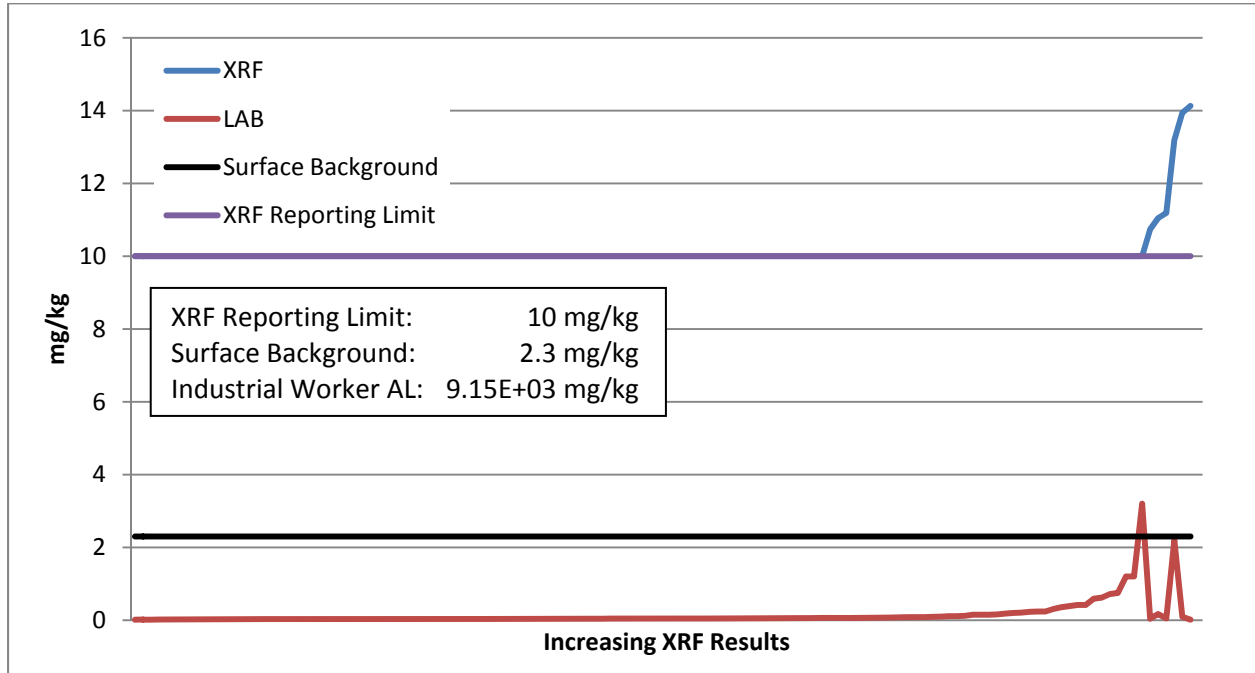 16
14
12
10
8
6
4
2
0
mg/kg
XRF
LAB
Surface Background
XRF Reporting Limit
XRF Reporting Limit: 10 mg/kg
Surface Background: 2.3 mg/kg
Industrial Worker AL: 9.15E+03 mg/kg
Increasing XRF Results